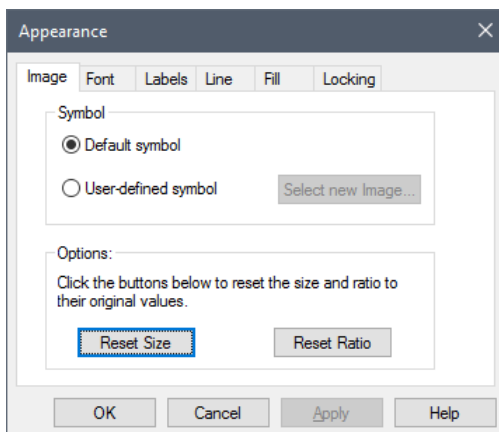 Appearance
Image Font Labels Line Fill Locking
Symbol
Default symbol
User-defined symbol Select new Image...
Options:
Click the buttons below to reset the size and ratio to
their original values.
Reset Size Reset Ratio
OK Cancel Apply Help